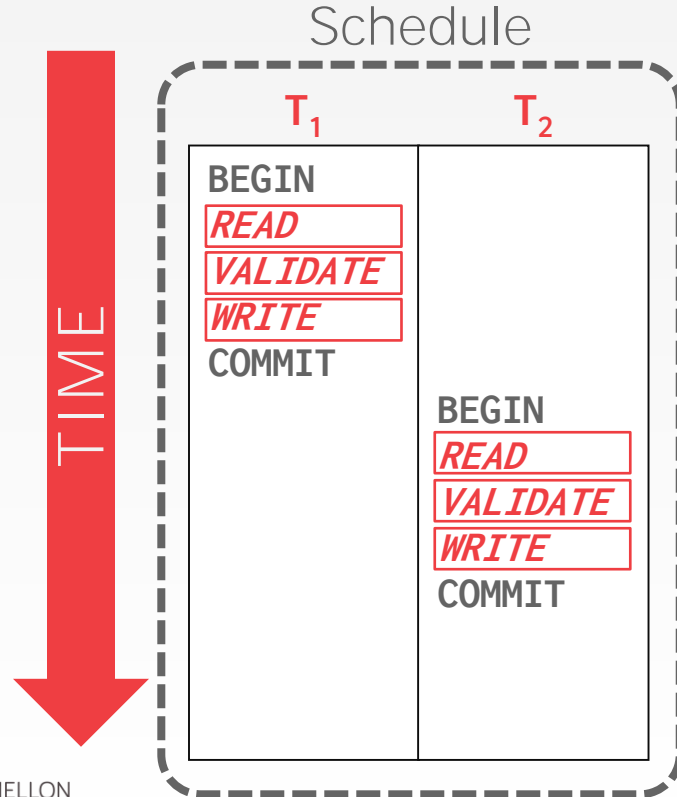 Schedule
T₁ T₂
BEGIN
READ
VALIDATE
WRITE
COMMIT
BEGIN
READ
VALIDATE
WRITE
COMMIT
TIME